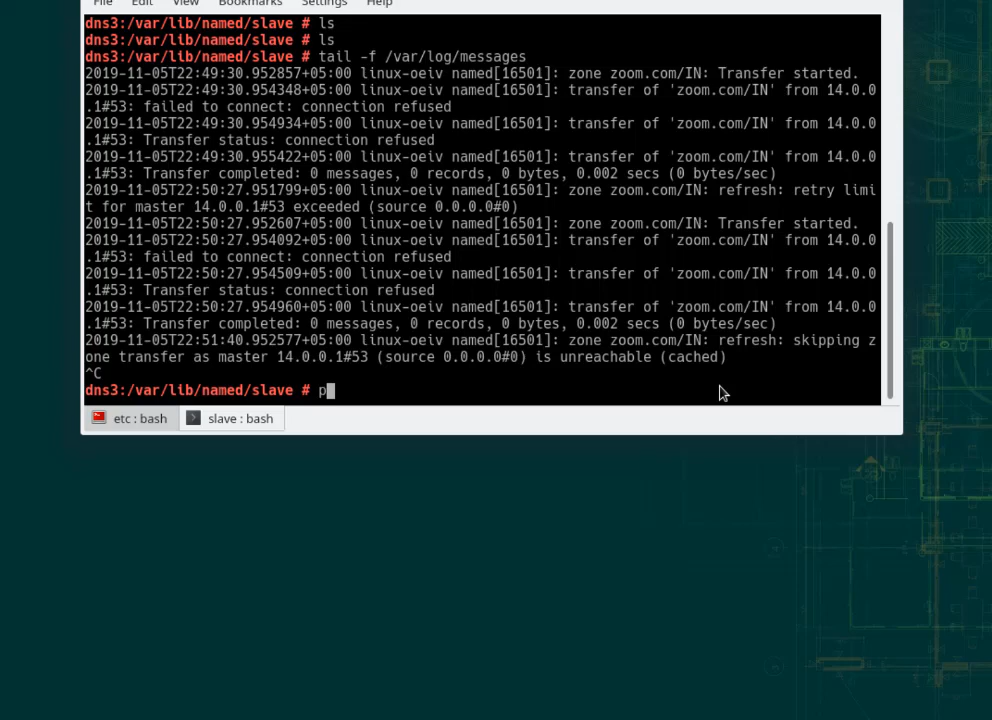 File Edit View Bookmarks Settings Help
dns3:/var/lib/named/slave # ls
dns3:/var/lib/named/slave # ls
dns3:/var/lib/named/slave # tail -f /var/log/messages
2019-11-05T22:49:30.952857+05:00 linux-oeiv named[16501]: zone zoom.com/IN: Transfer started.
2019-11-05T22:49:30.954348+05:00 linux-oeiv named[16501]: transfer of 'zoom.com/IN' from 14.0.0
.1#53: failed to connect: connection refused
2019-11-05T22:49:30.954934+05:00 linux-oeiv named[16501]: transfer of 'zoom.com/IN' from 14.0.0
.1#53: Transfer status: connection refused
2019-11-05T22:49:30.955422+05:00 linux-oeiv named[16501]: transfer of 'zoom.com/IN' from 14.0.0
.1#53: Transfer completed: 0 messages, 0 records, 0 bytes, 0.002 secs (0 bytes/sec)
2019-11-05T22:50:27.951799+05:00 linux-oeiv named[16501]: zone zoom.com/IN: refresh: retry limi
t for master 14.0.0.1#53 exceeded (source 0.0.0.0#0)
2019-11-05T22:50:27.952607+05:00 linux-oeiv named[16501]: zone zoom.com/IN: Transfer started.
2019-11-05T22:50:27.954092+05:00 linux-oeiv named[16501]: transfer of 'zoom.com/IN' from 14.0.0
.1#53: failed to connect: connection refused
2019-11-05T22:50:27.954509+05:00 linux-oeiv named[16501]: transfer of 'zoom.com/IN' from 14.0.0
.1#53: Transfer status: connection refused
2019-11-05T22:50:27.954960+05:00 linux-oeiv named[16501]: transfer of 'zoom.com/IN' from 14.0.0
.1#53: Transfer completed: 0 messages, 0 records, 0 bytes, 0.002 secs (0 bytes/sec)
2019-11-05T22:51:40.952577+05:00 linux-oeiv named[16501]: zone zoom.com/IN: refresh: skipping z
one transfer as master 14.0.0.1#53 (source 0.0.0.0#0) is unreachable (cached)
^C
dns3:/var/lib/named/slave # p
etc : bash slave : bash